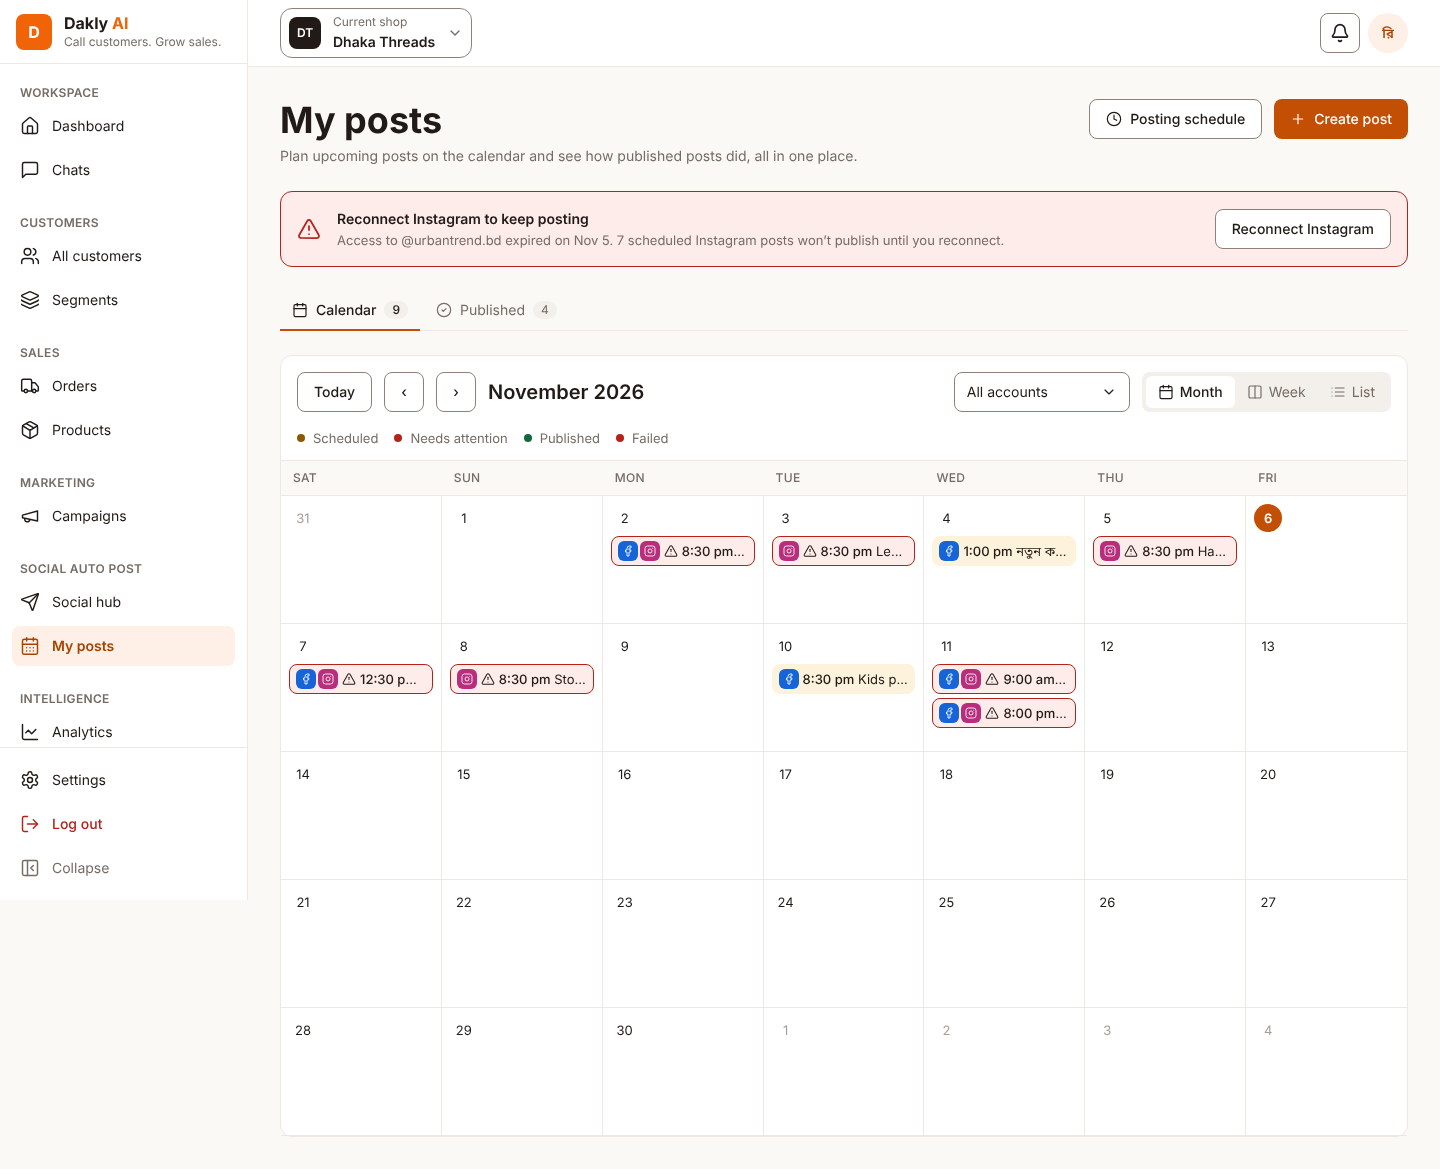 D
Dakly AI
Call customers. Grow sales.
WORKSPACE
Dashboard
Chats
CUSTOMERS
All customers
Segments
SALES
Orders
Products
MARKETING
Campaigns
SOCIAL AUTO POST
Social hub
My posts
INTELLIGENCE
Analytics
Settings
Log out
Collapse
DT
Current shop
Dhaka Threads
রি
My posts
Plan upcoming posts on the calendar and see how published posts did, all in one place.
Posting schedule
Create post
Reconnect Instagram to keep posting
Access to @urbantrend.bd expired on Nov 5. 7 scheduled Instagram posts won’t publish until you reconnect.
Reconnect Instagram
Calendar 9
Published 4
Today ‹ › November 2026
All accounts
Month Week List
Scheduled Needs attention Published Failed
SAT SUN MON TUE WED THU FRI
31 1 2 3 4 5 6
8:30 pm... 8:30 pm Le... 1:00 pm নতুন ক... 8:30 pm Ha...
7 8 9 10 11 12 13
12:30 p... 8:30 pm Sto... 8:30 pm Kids p... 9:00 am...
8:00 pm...
14 15 16 17 18 19 20
21 22 23 24 25 26 27
28 29 30 1 2 3 4